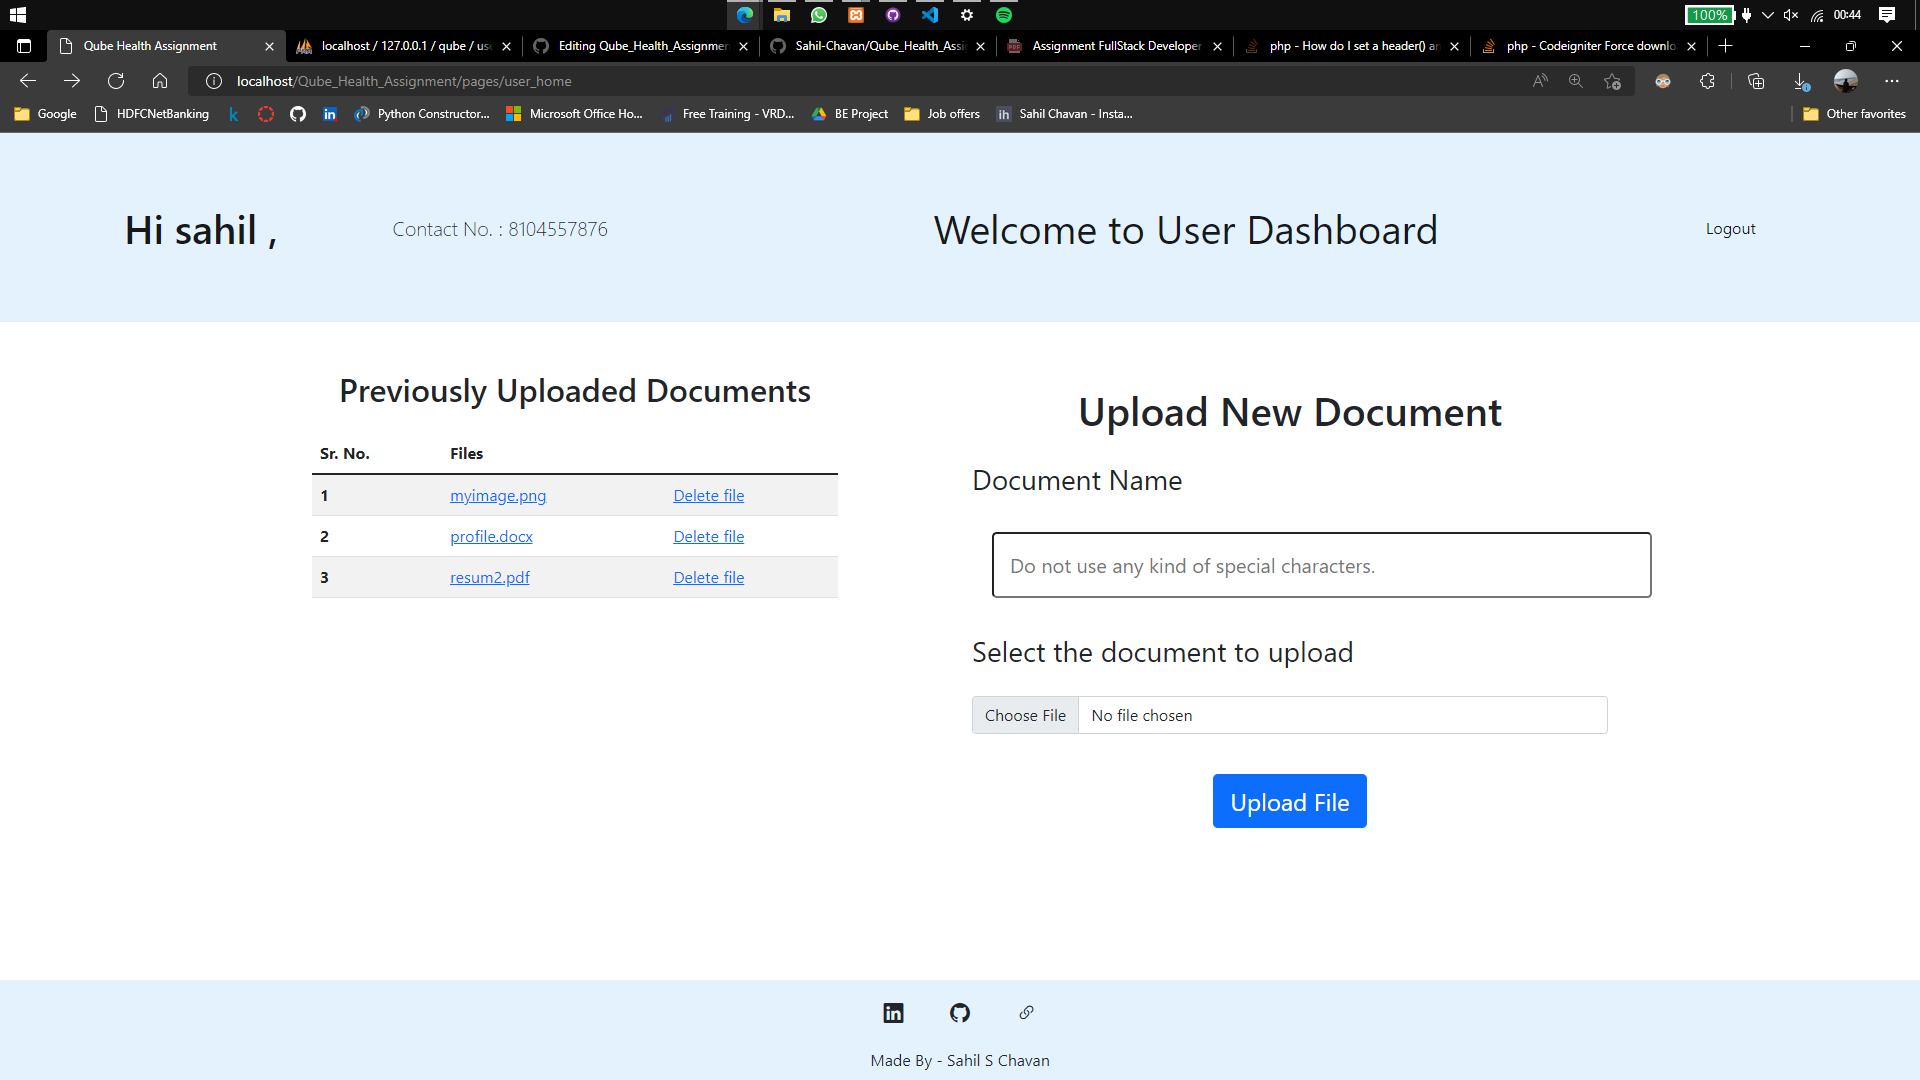 100%
00:44
Qube Health Assignment
localhost / 127.0.0.1 / qube / use
Editing Qube_Health_Assignmen
Sahil-Chavan/Qube_Health_Assi
Assignment FullStack Developer
php - How do I set a header() an
php - Codeigniter Force downlo
localhost/Qube_Health_Assignment/pages/user_home
Google
HDFCNetBanking
Python Constructor...
Microsoft Office Ho...
Free Training - VRD...
BE Project
Job offers
Sahil Chavan - Insta...
Other favorites
Hi sahil ,
Contact No. : 8104557876
Welcome to User Dashboard
Logout
Previously Uploaded Documents
Sr. No. Files
1 myimage.png Delete file
2 profile.docx Delete file
3 resum2.pdf Delete file
Upload New Document
Document Name
Do not use any kind of special characters.
Select the document to upload
Choose File No file chosen
Upload File
Made By - Sahil S Chavan